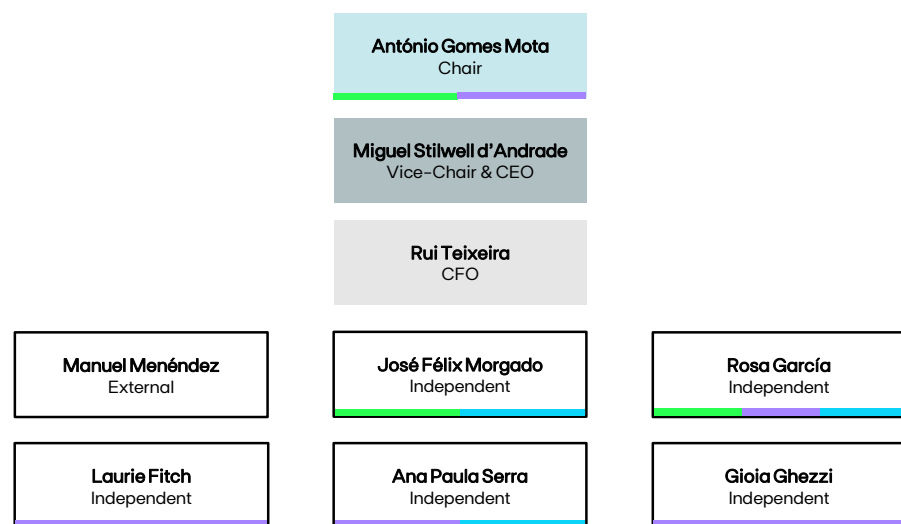 António Gomes Mota
Chair
Miguel Stilwell d'Andrade
Vice-Chair & CEO
Rui Teixeira
CFO
Manuel Menéndez
External
José Félix Morgado
Independent
Rosa García
Independent
Laurie Fitch
Independent
Ana Paula Serra
Independent
Gioia Ghezzi
Independent